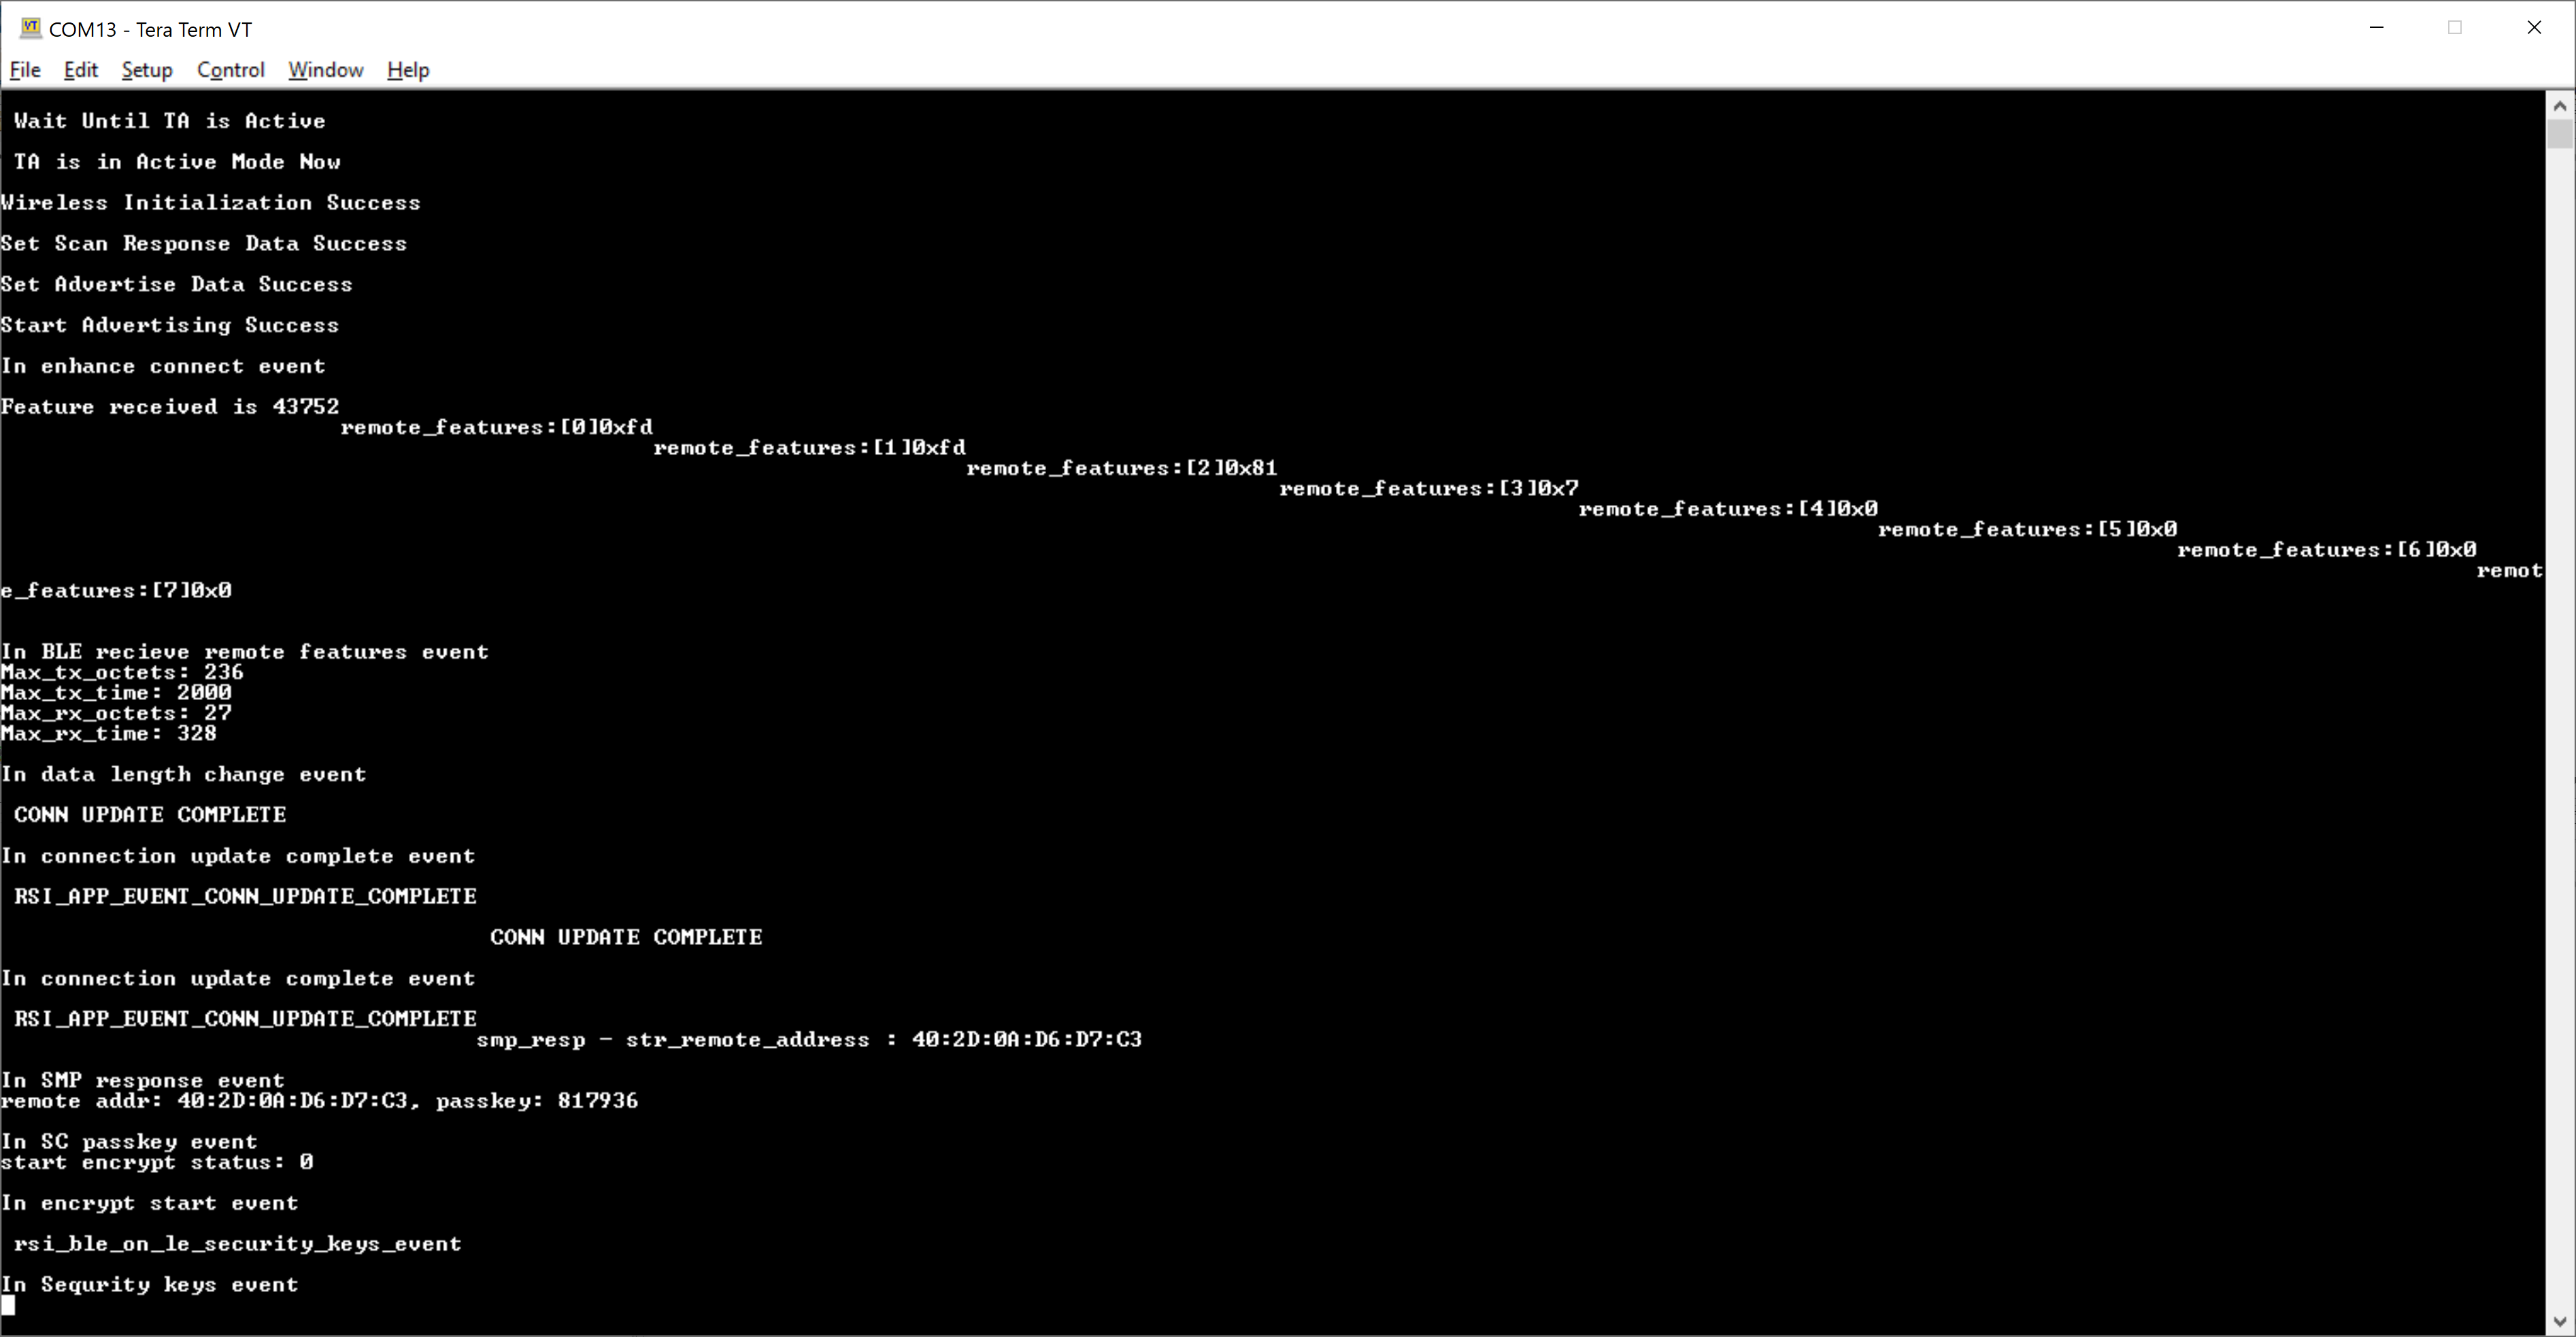 COM13 - Tera Term VT
File Edit Setup Control Window Help
Wait Until TA is Active
TA is in Active Mode Now
Wireless Initialization Success
Set Scan Response Data Success
Set Advertise Data Success
Start Advertising Success
In enhance connect event
Feature received is 43752
remote_features:[0]0xfd
remote_features:[1]0xfd
remote_features:[2]0x81
remote_features:[3]0x7
remote_features:[4]0x0
remote_features:[5]0x0
remote_features:[6]0x0
remot
e_features:[7]0x0
In BLE recieve remote features event
Max_tx_octets: 236
Max_tx_time: 2000
Max_rx_octets: 27
Max_rx_time: 328
In data length change event
CONN UPDATE COMPLETE
In connection update complete event
RSI_APP_EVENT_CONN_UPDATE_COMPLETE
CONN UPDATE COMPLETE
In connection update complete event
RSI_APP_EVENT_CONN_UPDATE_COMPLETE
smp_resp - str_remote_address : 40:2D:0A:D6:D7:C3
In SMP response event
remote addr: 40:2D:0A:D6:D7:C3, passkey: 817936
In SC passkey event
start encrypt status: 0
In encrypt start event
rsi_ble_on_le_security_keys_event
In Sequrity keys event